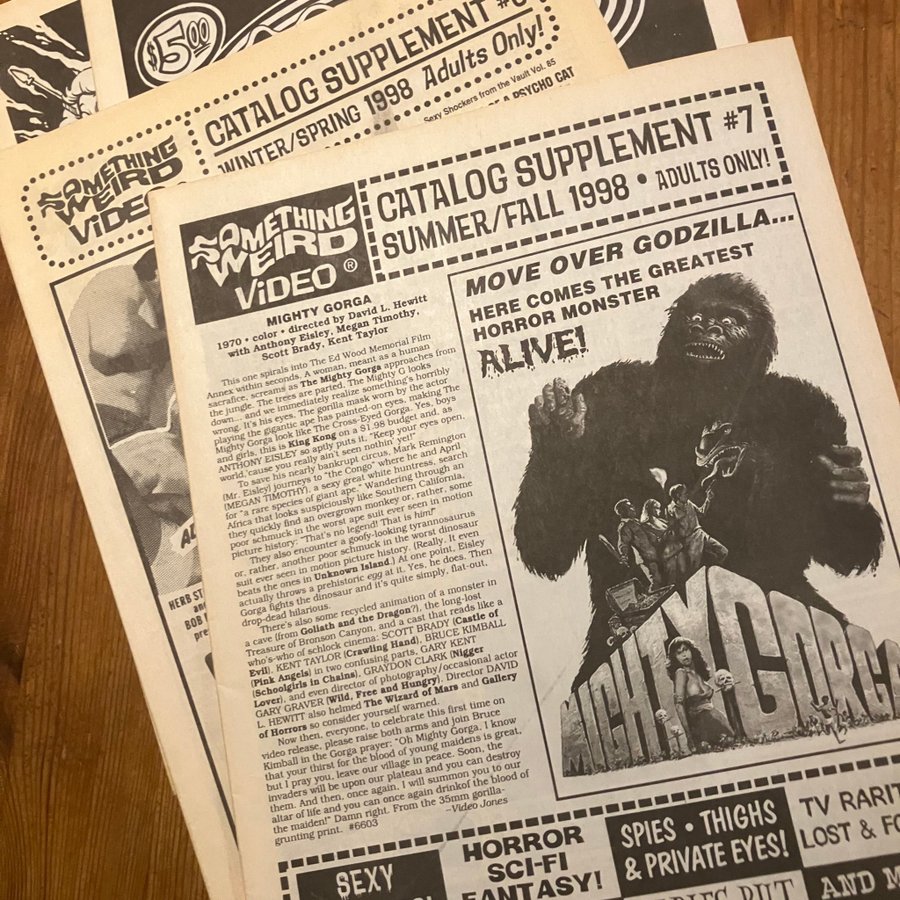 $5.00
CATALOG SUPPLEMENT #6
WINTER/SPRING 1998 Adults Only!
Sexy Shockers from the Vault Vol. 85
A PSYCHO CAT
SOMETHING
WEIRD
VIDEO
HERB ST
and
BOB
pre
SOMETHING
WEIRD
ViDEO ®
CATALOG SUPPLEMENT #7
SUMMER/FALL 1998 • ADULTS ONLY!
MIGHTY GORGA
1970 • color • directed by David L. Hewitt
with Anthony Eisley, Megan Timothy,
Scott Brady, Kent Taylor
This one spirals into The Ed Wood Memorial Film
Annex within seconds. A woman, meant as a human
sacrifice, screams as The Mighty Gorga approaches from
the jungle. The trees are parted. The Mighty G looks
down... and we immediately realize something's horribly
wrong. It's his eyes. The gorilla mask worn by the actor
playing the gigantic ape has painted-on eyes, making The
Mighty Gorga look like The Cross-Eyed Gorga. Yes, boys
and girls, this is King Kong on a $1.98 budget and, as
ANTHONY EISLEY so aptly puts it, "Keep your eyes open,
world, 'cause you really ain't seen nothin' yet!"
To save his nearly bankrupt circus, Mark Remington
(Mr. Eisley) journeys to "the Congo" where he and April
(MEGAN TIMOTHY), a sexy great white huntress, search
for "a rare species of giant ape." Wandering through an
Africa that looks suspiciously like Southern California,
they quickly find an overgrown monkey or, rather, some
poor schmuck in the worst ape suit ever seen in motion
picture history: "That's no legend! That is him!"
They also encounter a goofy-looking tyrannosaurus
or, rather, another poor schmuck in the worst dinosaur
suit ever seen in motion picture history. (Really. It even
beats the ones in Unknown Island.) At one point, Eisley
actually throws a prehistoric egg at it. Yes, he does. Then
Gorga fights the dinosaur and it's quite simply, flat-out,
drop-dead hilarious.
There's also some recycled animation of a monster in
a cave (from Goliath and the Dragon?), the long-lost
Treasure of Bronson Canyon, and a cast that reads like a
who's-who of schlock cinema: SCOTT BRADY (Castle of
Evil), KENT TAYLOR (Crawling Hand), BRUCE KIMBALL
(Pink Angels) in two confusing parts, GARY KENT
(Schoolgirls in Chains), GRAYDON CLARK (Nigger
Lover), and even director of photography/occasional actor
GARY GRAVER (Wild, Free and Hungry). Director DAVID
L. HEWITT also helmed The Wizard of Mars and Gallery
of Horrors so consider yourself warned.
Now then, everyone, to celebrate this first time on
video release, please raise both arms and join Bruce
Kimball in the Gorga prayer: "Oh Mighty Gorga, I know
that your thirst for the blood of young maidens is great,
but I pray you, leave our village in peace. Soon, the
invaders will be upon our plateau and you can destroy
them. And then, once again, I will summon you to our
altar of life and you can once again drinkof the blood of
the maiden!" Damn right. From the 35mm gorilla-
grunting print. #6603 –Video Jones
MOVE OVER GODZILLA...
HERE COMES THE GREATEST
HORROR MONSTER
ALIVE!
MIGHTY GORGA
SEXY
HORROR
SCI-FI
FANTASY!
SPIES • THIGHS
& PRIVATE EYES!
TV RARIT
LOST & FO
AND M